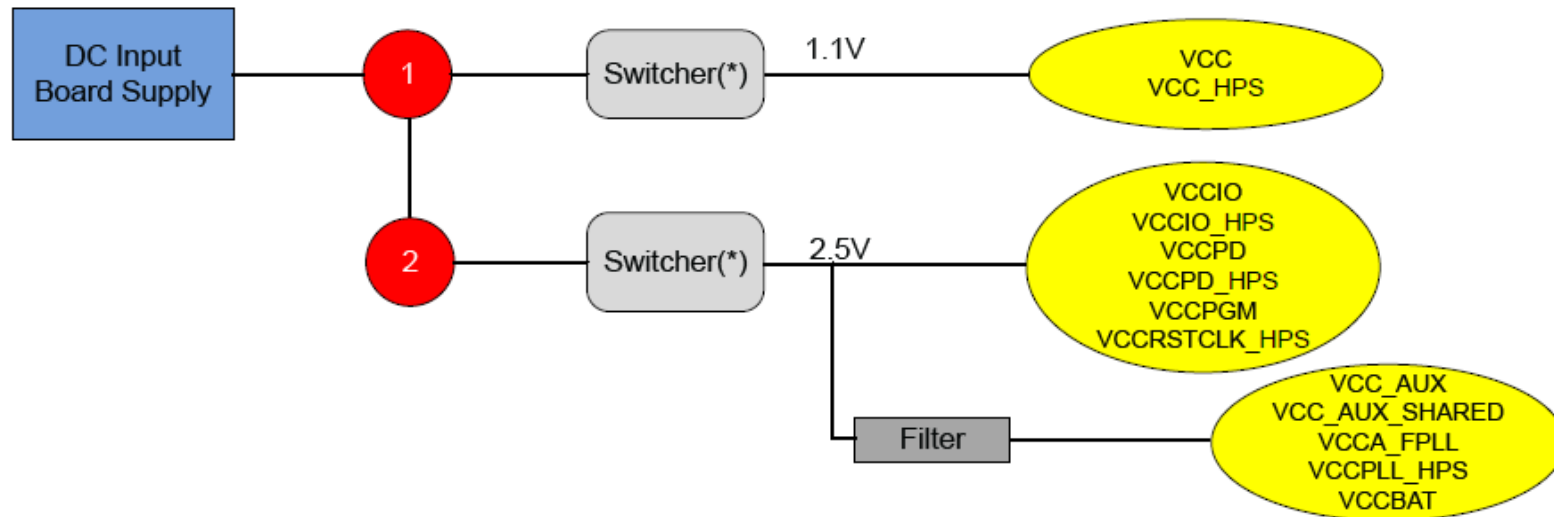 DC Input
Board Supply
1
Switcher(*)
1.1V
VCC
VCC_HPS
2
Switcher(*)
2.5V
VCCIO
VCCIO_HPS
VCCPD
VCCPD_HPS
VCCPGM
VCCRSTCLK_HPS
Filter
VCC_AUX
VCC_AUX_SHARED
VCCA_FPLL
VCCPLL_HPS
VCCBAT